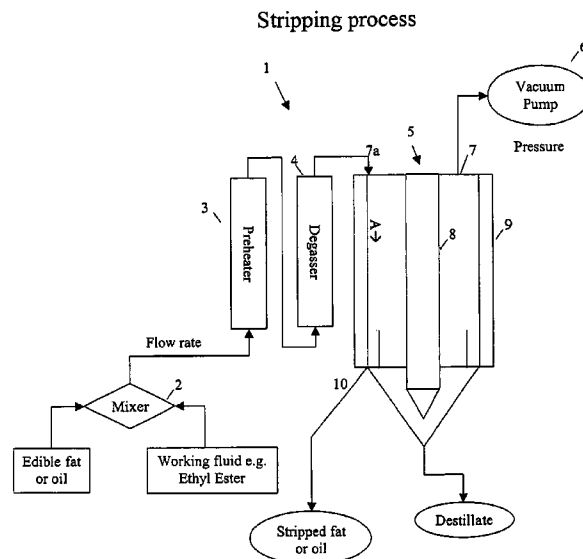 Stripping process
6
Vacuum
Pump
1
5
4
7a
7
Pressure
3
Preheater
Degasser
A→
8
9
Flow rate
2
Mixer
10
Edible fat
or oil
Working fluid e.g.
Ethyl Ester
Stripped fat
or oil
Destillate